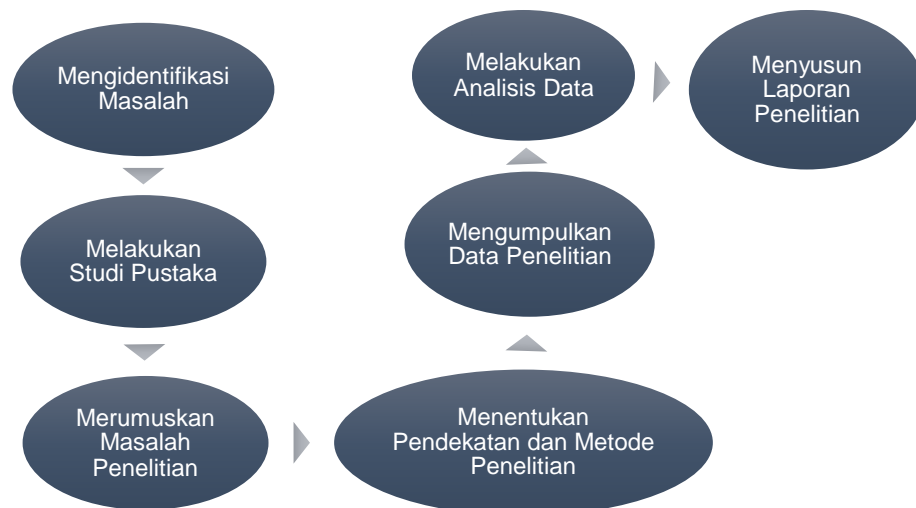 Mengidentifikasi
Masalah
Melakukan
Studi Pustaka
Merumuskan
Masalah
Penelitian
Menentukan
Pendekatan dan Metode
Penelitian
Mengumpulkan
Data Penelitian
Melakukan
Analisis Data
Menyusun
Laporan
Penelitian